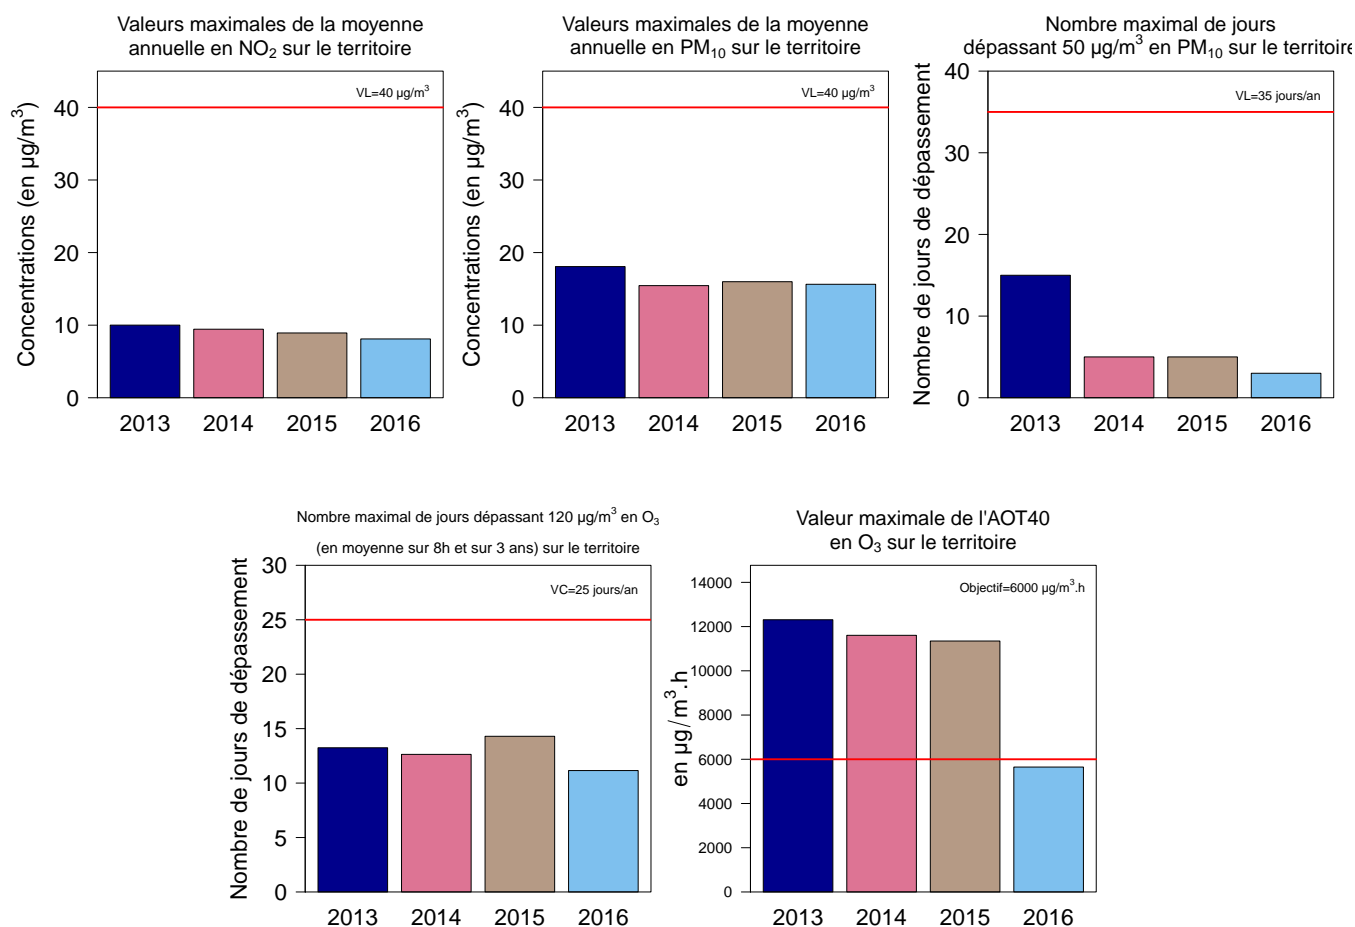 Valeurs maximales de la moyenne
annuelle en NO₂ sur le territoire
VL=40 µg/m³
Concentrations (en µg/m³)
40
30
20
10
0
2013 2014 2015 2016
Valeurs maximales de la moyenne
annuelle en PM₁₀ sur le territoire
VL=40 µg/m³
Concentrations (en µg/m³)
40
30
20
10
0
2013 2014 2015 2016
Nombre maximal de jours
dépassant 50 µg/m³ en PM₁₀ sur le territoire
VL=35 jours/an
Nombre de jours de dépassement
40
30
20
10
0
2013 2014 2015 2016
Nombre maximal de jours dépassant 120 µg/m³ en O₃
(en moyenne sur 8h et sur 3 ans) sur le territoire
VC=25 jours/an
Nombre de jours de dépassement
30
25
20
15
10
5
0
2013 2014 2015 2016
Valeur maximale de l'AOT40
en O₃ sur le territoire
Objectif=6000 µg/m³.h
en µg/m³.h
14000
12000
10000
8000
6000
4000
2000
0
2013 2014 2015 2016